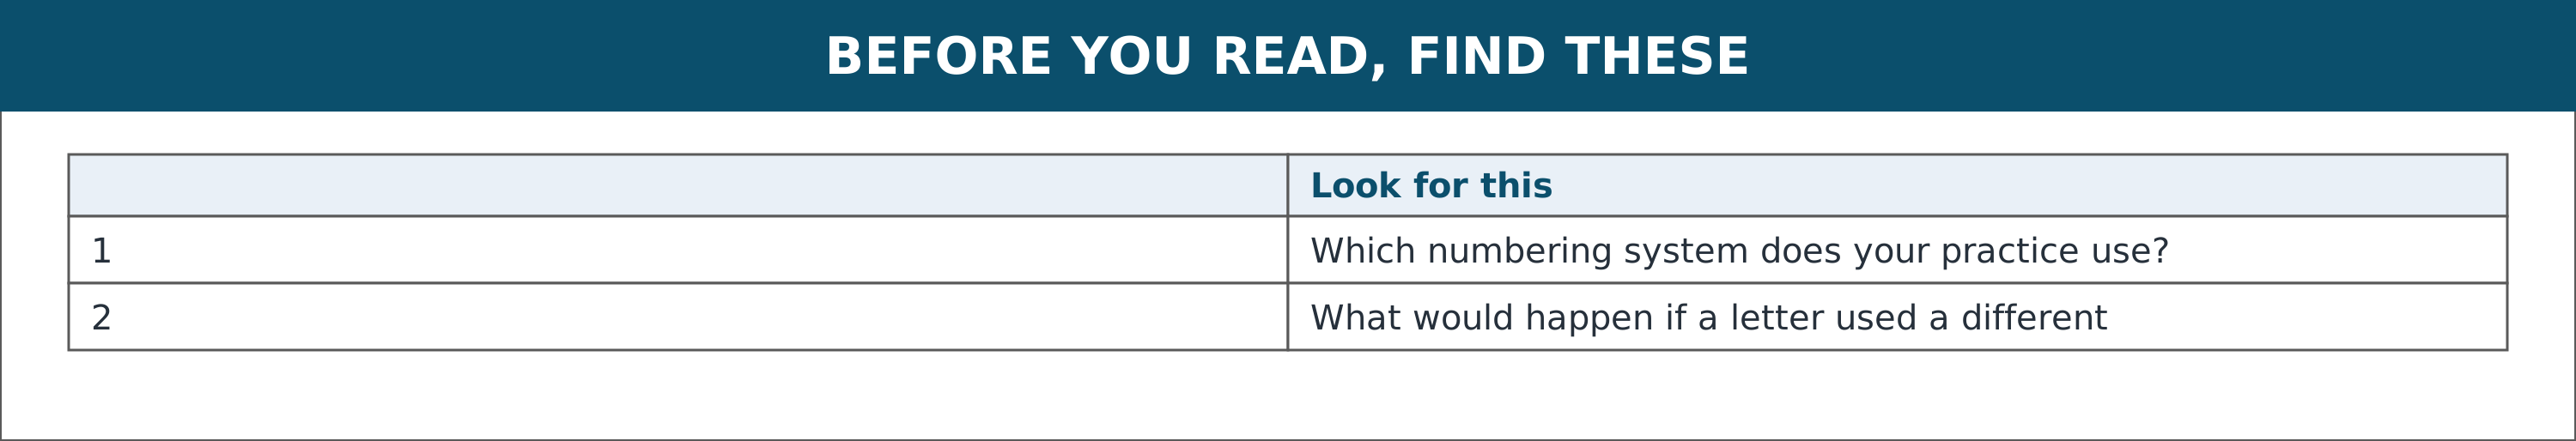 BEFORE YOU READ, FIND THESE
Look for this
1 Which numbering system does your practice use?
2 What would happen if a letter used a different